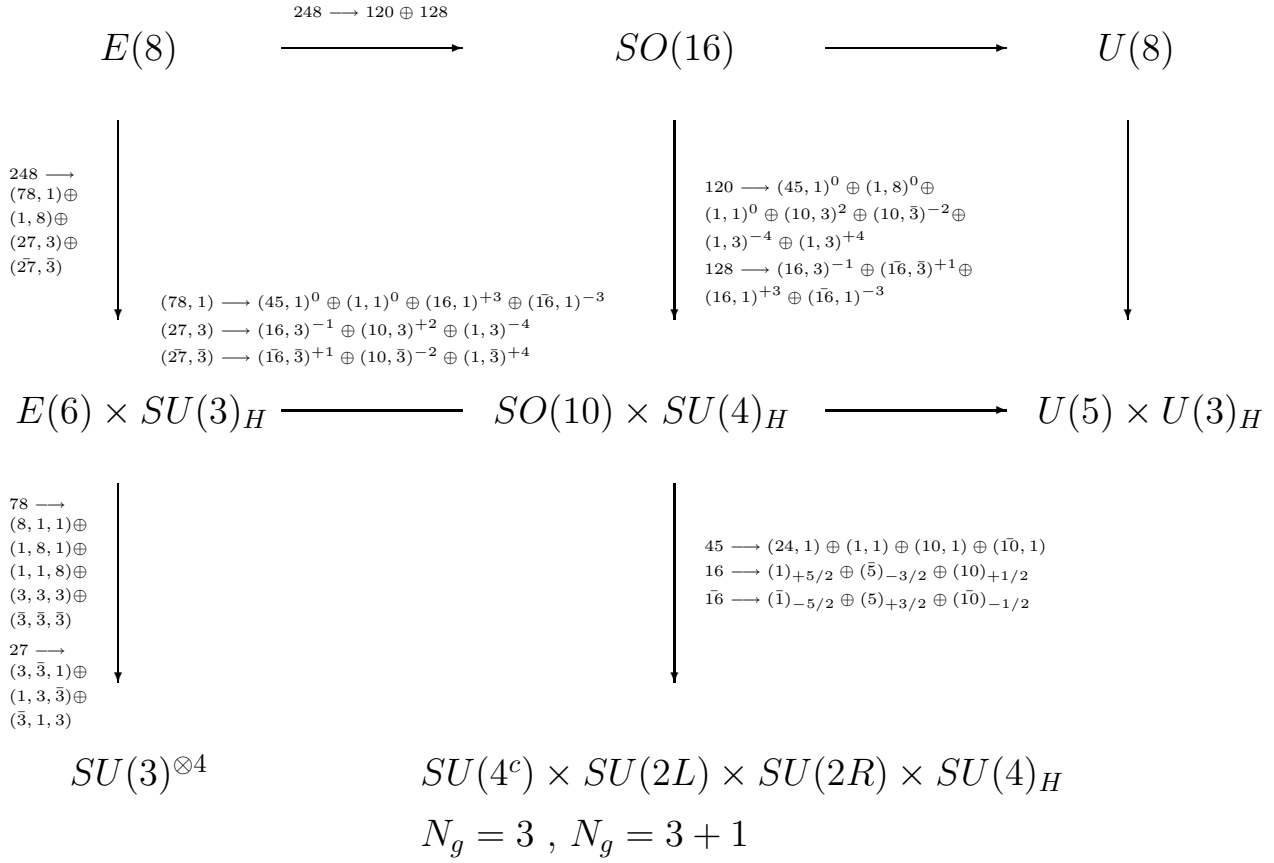 248 ⟶ 120 ⊕ 128
E(8) SO(16) U(8)
248 ⟶
(78, 1)⊕
(1, 8)⊕
(27, 3)⊕
(2̄7, 3̄)
120 ⟶ (45, 1)⁰ ⊕ (1, 8)⁰⊕
(1, 1)⁰ ⊕ (10, 3)² ⊕ (10, 3̄)⁻²⊕
(1, 3)⁻⁴ ⊕ (1, 3)⁺⁴
128 ⟶ (16, 3)⁻¹ ⊕ (1̄6, 3̄)⁺¹⊕
(16, 1)⁺³ ⊕ (1̄6, 1)⁻³
(78, 1) ⟶ (45, 1)⁰ ⊕ (1, 1)⁰ ⊕ (16, 1)⁺³ ⊕ (1̄6, 1)⁻³
(27, 3) ⟶ (16, 3)⁻¹ ⊕ (10, 3)⁺² ⊕ (1, 3)⁻⁴
(2̄7, 3̄) ⟶ (1̄6, 3̄)⁺¹ ⊕ (10, 3̄)⁻² ⊕ (1, 3̄)⁺⁴
E(6) × SU(3)_H SO(10) × SU(4)_H U(5) × U(3)_H
78 ⟶
(8, 1, 1)⊕
(1, 8, 1)⊕
(1, 1, 8)⊕
(3, 3, 3)⊕
(3̄, 3̄, 3̄)
27 ⟶
(3, 3̄, 1)⊕
(1, 3, 3̄)⊕
(3̄, 1, 3)
45 ⟶ (24, 1) ⊕ (1, 1) ⊕ (10, 1) ⊕ (1̄0, 1)
16 ⟶ (1)_{+5/2} ⊕ (5̄)_{−3/2} ⊕ (10)_{+1/2}
1̄6 ⟶ (1̄)_{−5/2} ⊕ (5)_{+3/2} ⊕ (1̄0)_{−1/2}
SU(3)^{⊗4} SU(4^c) × SU(2L) × SU(2R) × SU(4)_H
N_g = 3 , N_g = 3 + 1